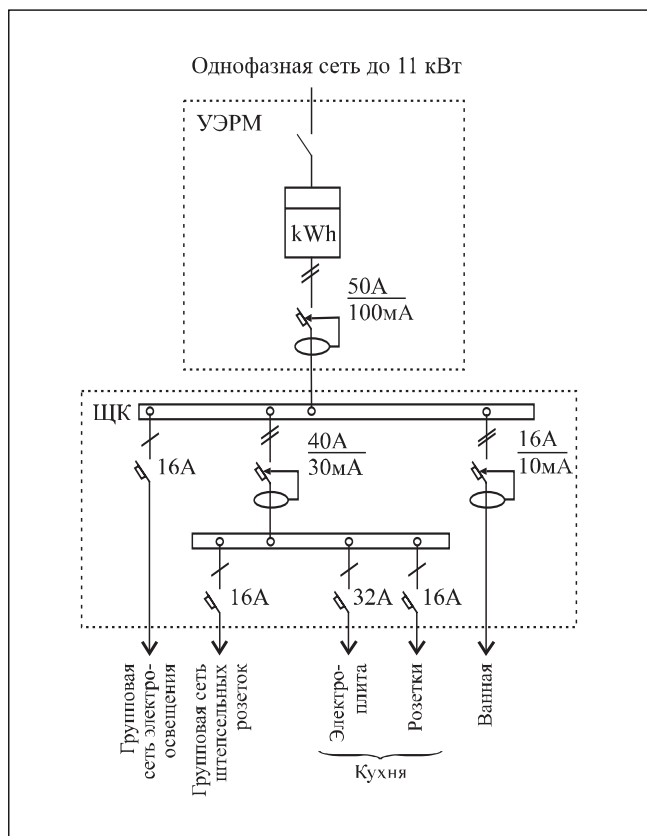 Однофазная сеть до 11 кВт
УЭРМ
kWh
50А
100мА
ЩК
16А
40А
30мА
16А
10мА
16А
32А
16А
Групповая
сеть электро-
освещения
Групповая сеть
штепсельных
розеток
Электро-
плита
Розетки
Ванная
Кухня